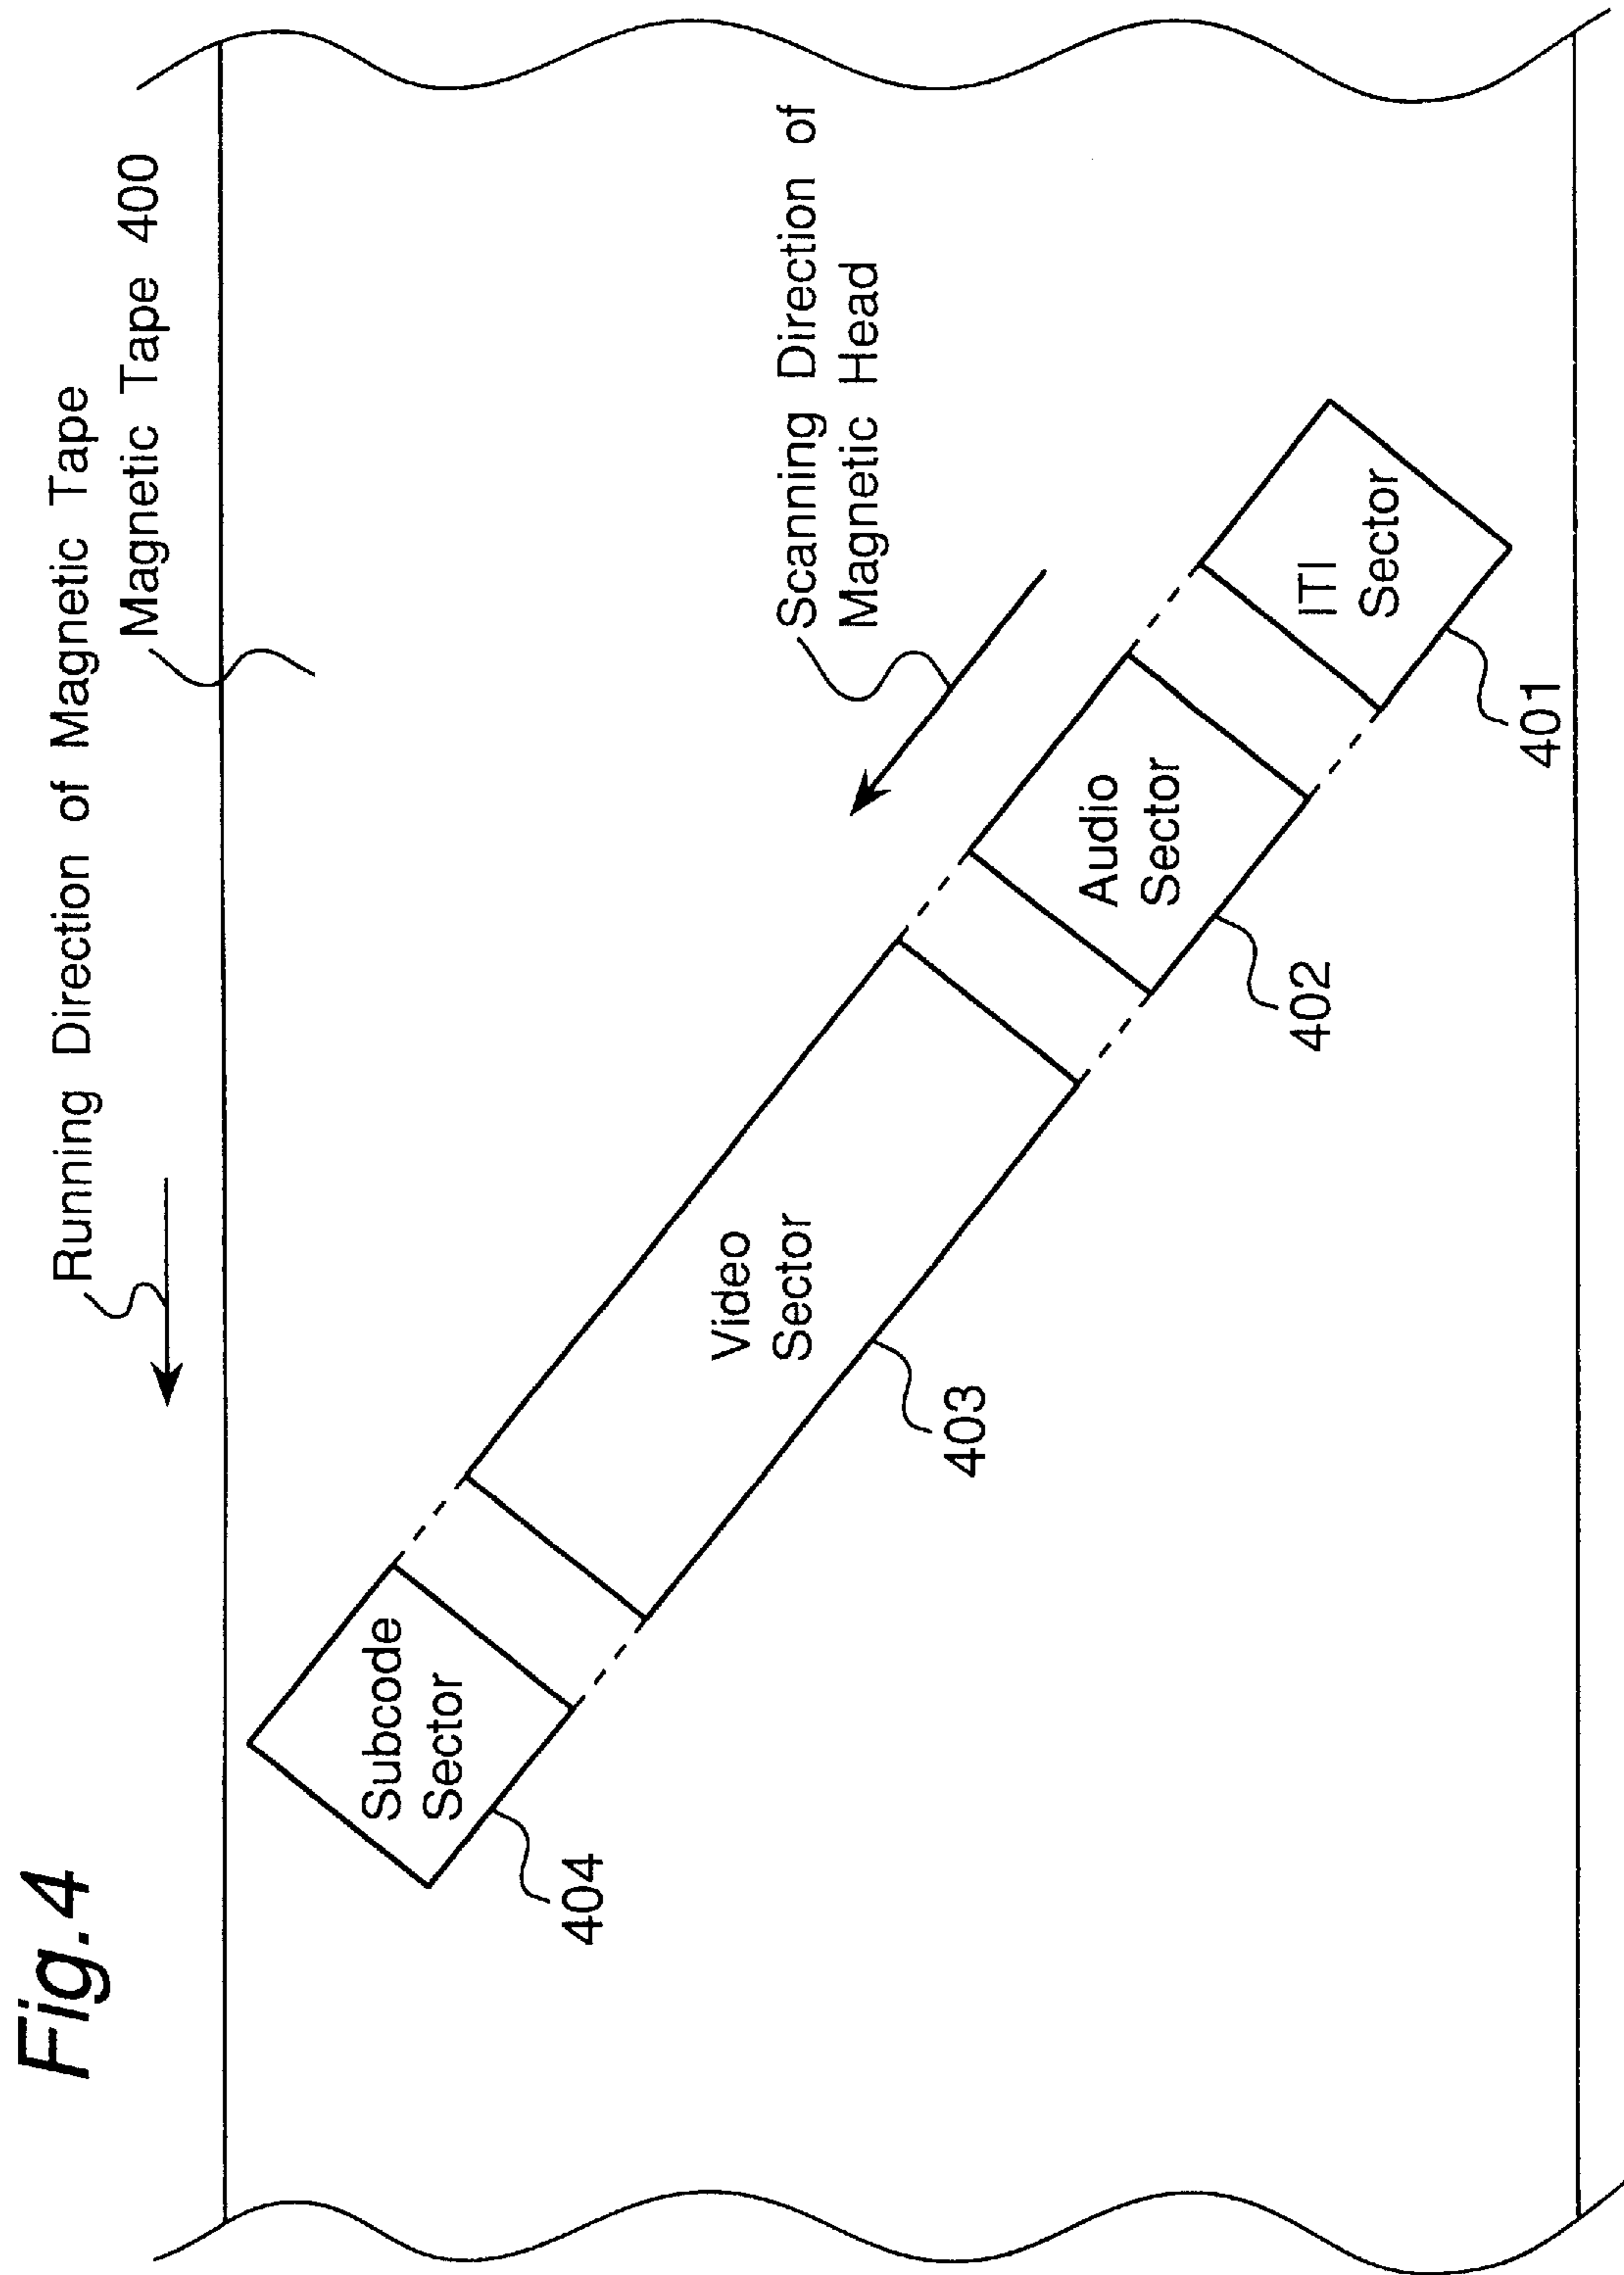 Fig.4
Running Direction of Magnetic Tape
Magnetic Tape 400
Scanning Direction of
Magnetic Head
Subcode
Sector
404
Video
Sector
403
Audio
Sector
402
ITI
Sector
401